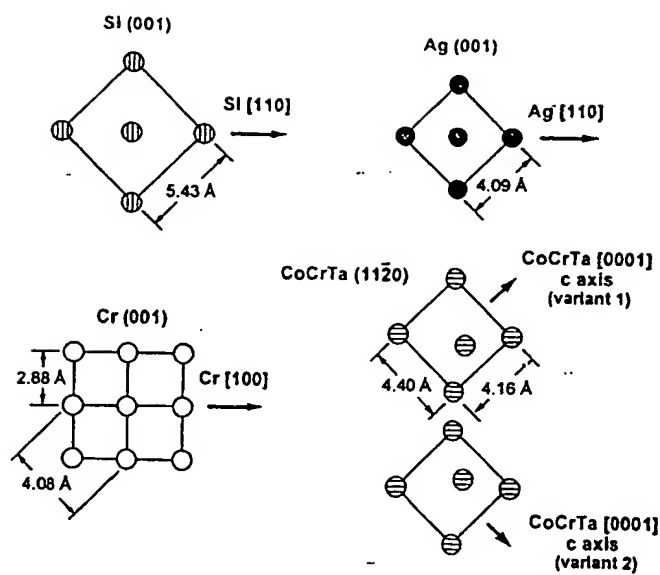 SI (001)
SI [110]
5.43 Å
Ag (001)
Ag [110]
4.09 Å
Cr (001)
2.88 Å
Cr [100]
4.08 Å
CoCrTa (112̄0)
CoCrTa [0001]
c axis
(variant 1)
4.40 Å
4.16 Å
CoCrTa [0001]
c axis
(variant 2)